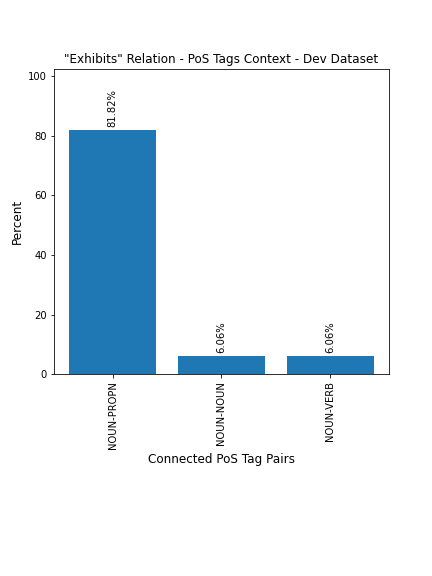 "Exhibits" Relation - PoS Tags Context - Dev Dataset
100
80
60
40
20
0
Percent
81.82%
6.06%
6.06%
NOUN-PROPN
NOUN-NOUN
NOUN-VERB
Connected PoS Tag Pairs